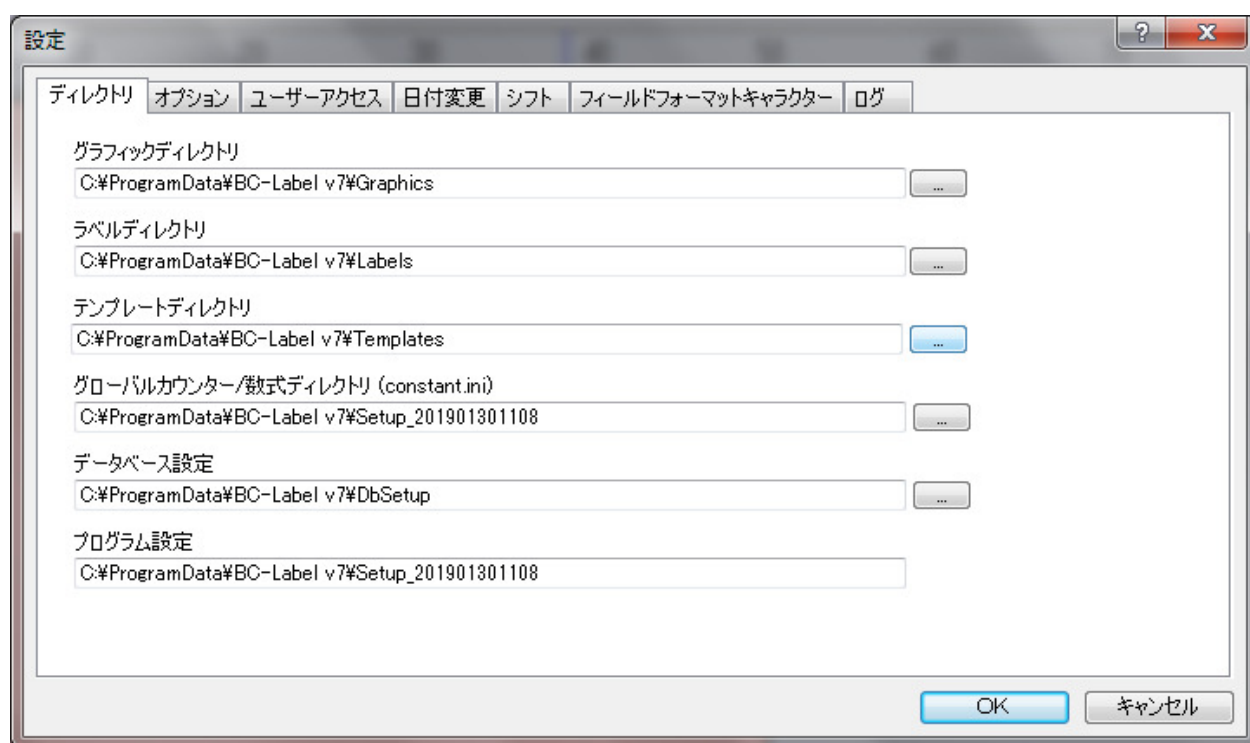 設定
ディレクトリ オプション ユーザーアクセス 日付変更 シフト フィールドフォーマットキャラクター ログ
グラフィックディレクトリ
C:¥ProgramData¥BC-Label v7¥Graphics
...
ラベルディレクトリ
C:¥ProgramData¥BC-Label v7¥Labels
...
テンプレートディレクトリ
C:¥ProgramData¥BC-Label v7¥Templates
...
グローバルカウンター/数式ディレクトリ (constant.ini)
C:¥ProgramData¥BC-Label v7¥Setup_201901301108
...
データベース設定
C:¥ProgramData¥BC-Label v7¥DbSetup
...
プログラム設定
C:¥ProgramData¥BC-Label v7¥Setup_201901301108
OK キャンセル